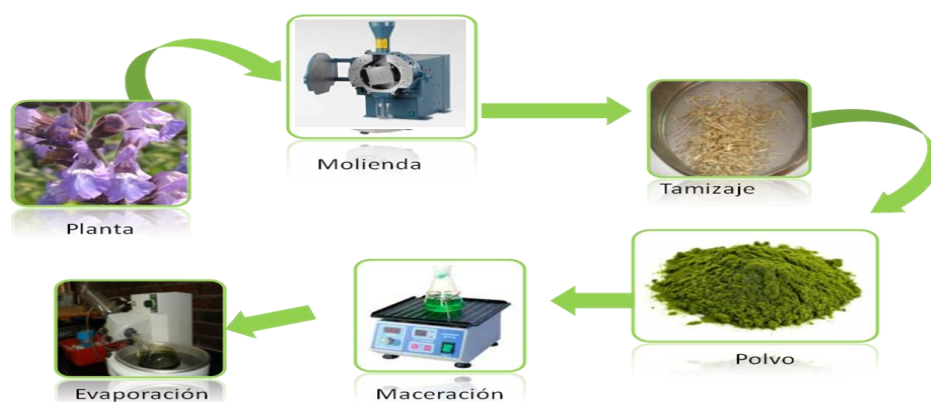 Planta
Molienda
Tamizaje
Polvo
Maceración
Evaporación